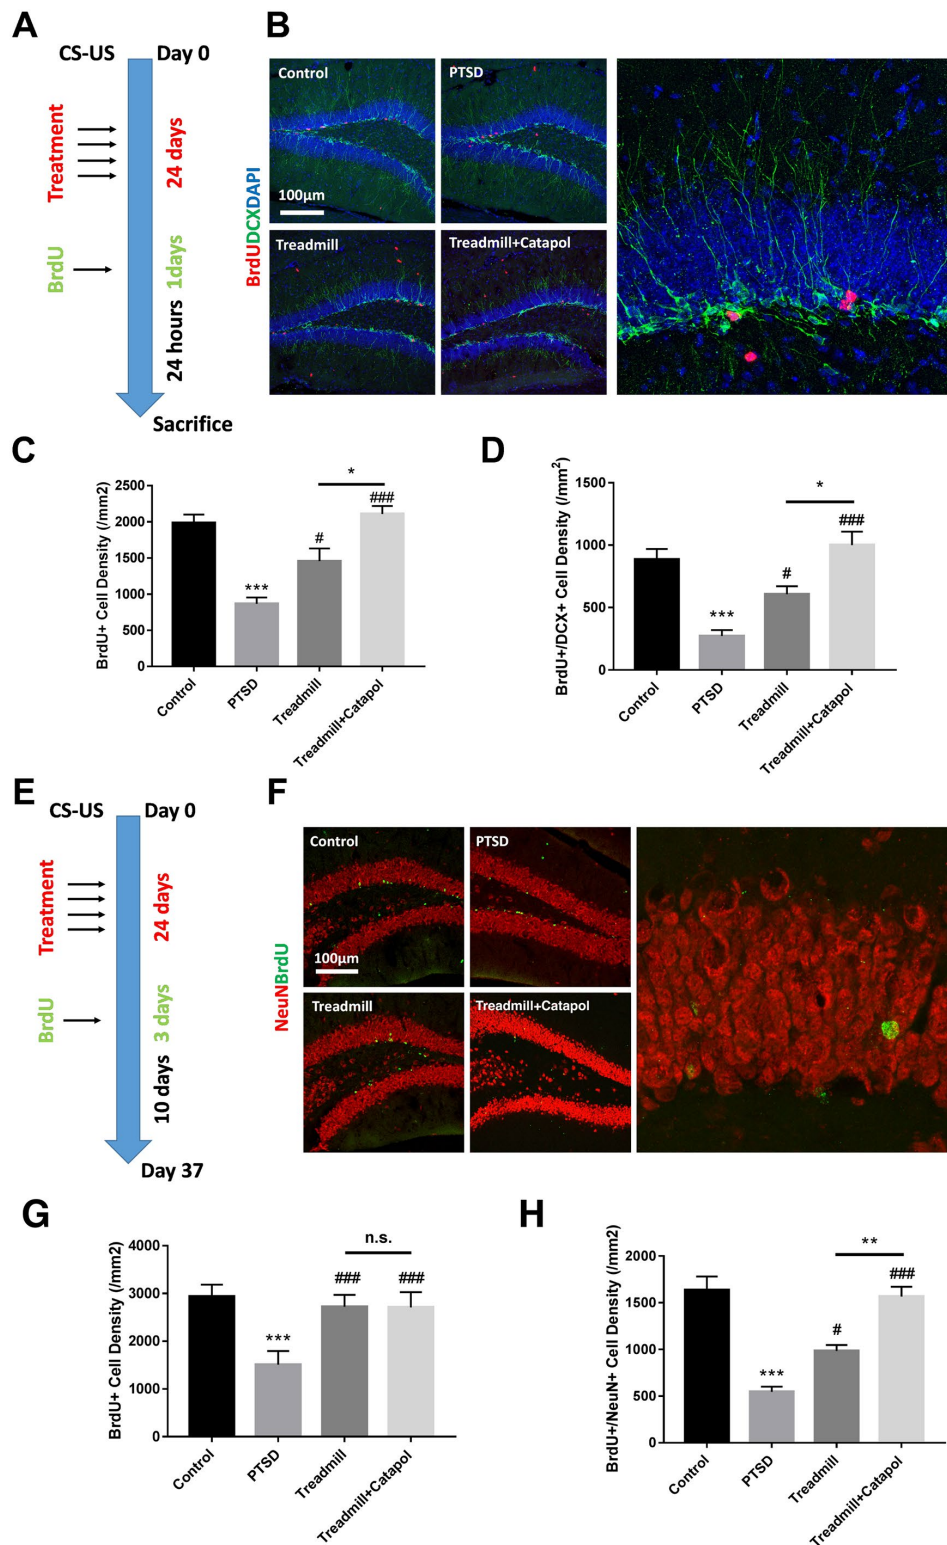 A
CS-US
Day 0
Treatment
24 days
BrdU
1days
24 hours
Sacrifice
B
BrdUDCXDAPI
Control
PTSD
100μm
Treadmill
Treadmill+Catapol
C
BrdU+ Cell Density (/mm2)
2500
2000
1500
1000
500
0
***
#
*
###
Control
PTSD
Treadmill
Treadmill+Catapol
D
BrdU+/DCX+ Cell Density (/mm²)
1500
1000
500
0
***
#
*
###
Control
PTSD
Treadmill
Treadmill+Catapol
E
CS-US
Day 0
Treatment
24 days
BrdU
3 days
10 days
Day 37
F
NeuNBrdU
Control
PTSD
100μm
Treadmill
Treadmill+Catapol
G
BrdU+ Cell Density (/mm2)
4000
3000
2000
1000
0
***
###
n.s.
###
Control
PTSD
Treadmill
Treadmill+Catapol
H
BrdU+/NeuN+ Cell Density (/mm2)
2000
1500
1000
500
0
***
#
**
###
Control
PTSD
Treadmill
Treadmill+Catapol